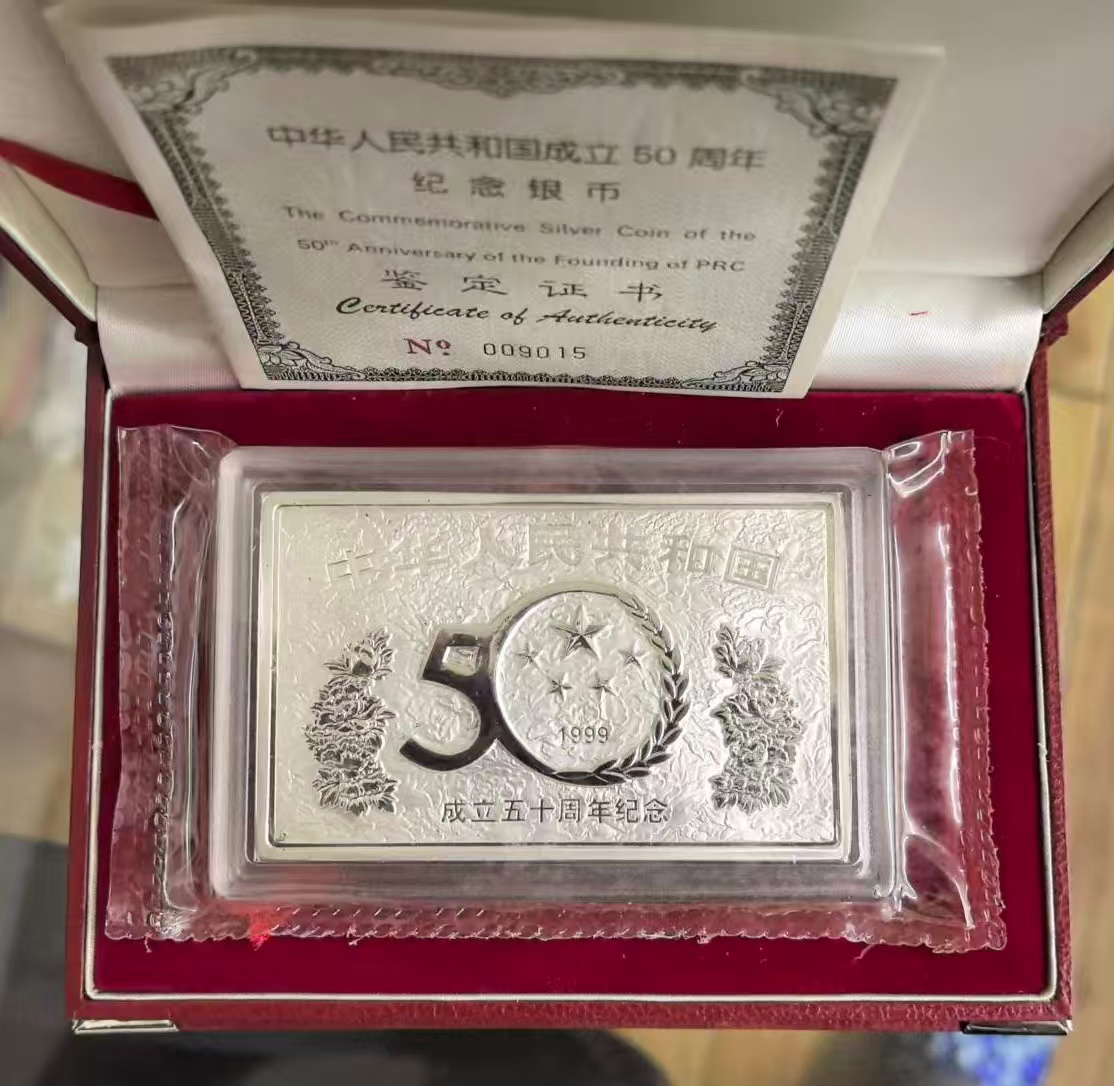 中华人民共和国成立 50 周年
纪念银币
The Commemorative Silver Coin of the
50th Anniversary of the Founding of PRC
鉴定证书
Certificate of Authenticity
Nº 009015
中华人民共和国
50
1999
成立五十周年纪念